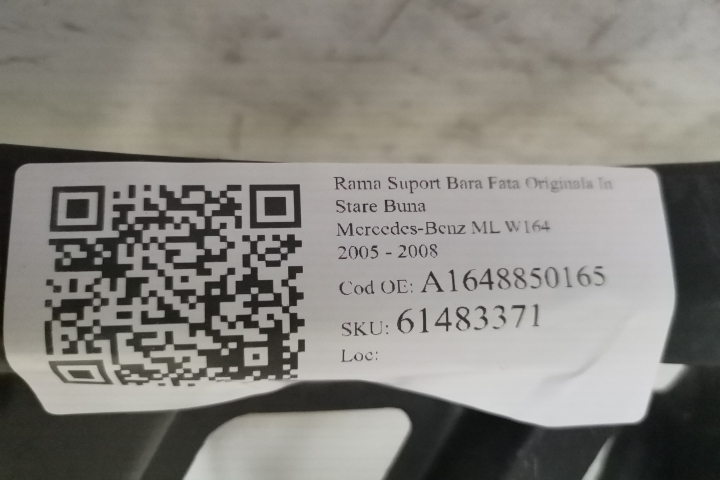 Rama Suport Bara Fata Originala In
Stare Buna
Mercedes-Benz ML W164
2005 - 2008
Cod OE: A1648850165
SKU: 61483371
Loc: